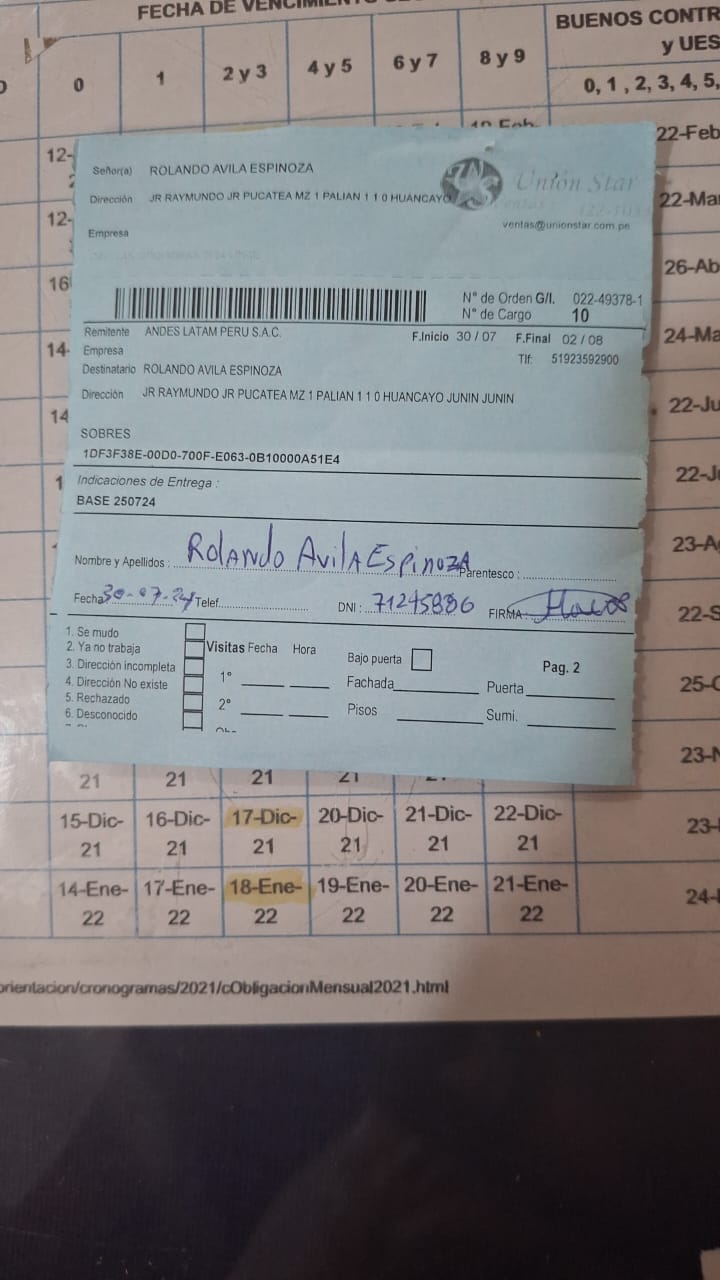 FECHA DE VENCIMIENTO
BUENOS CONTR
y UES
0 1 2 y 3 4 y 5 6 y 7 8 y 9
0, 1 , 2, 3, 4, 5,
12-
22-Feb
Señor(a) ROLANDO AVILA ESPINOZA
Unión Star
Dirección JR RAYMUNDO JR PUCATEA MZ 1 PALIAN 1 1 0 HUANCAYO
12-
22-Ma
ventas@unionstar.com.pe
Empresa
16
26-Ab
N° de Orden G/I. 022-49378-1
N° de Cargo 10
Remitente ANDES LATAM PERU S.A.C.
F.Inicio 30 / 07 F.Final 02 / 08
24-Ma
14-
Empresa
Tlf: 51923592900
Destinatario ROLANDO AVILA ESPINOZA
Dirección JR RAYMUNDO JR PUCATEA MZ 1 PALIAN 1 1 0 HUANCAYO JUNIN JUNIN
14
22-Ju
SOBRES
1DF3F38E-00D0-700F-E063-0B10000A51E4
22-J
Indicaciones de Entrega :
BASE 250724
23-A
Nombre y Apellidos : Rolando Avila Espinoza Parentesco :
Fecha 30-07-24 Telef. DNI : 71245886 FIRMA:
22-S
1. Se mudo
2. Ya no trabaja
3. Dirección incompleta
4. Dirección No existe
5. Rechazado
6. Desconocido
Visitas Fecha Hora
1°
2°
Bajo puerta
Pag. 2
Fachada Puerta
Pisos Sumi.
25-O
23-N
21 21 21 21
15-Dic- 16-Dic- 17-Dic- 20-Dic- 21-Dic- 22-Dic-
23-
21 21 21 21 21 21
14-Ene- 17-Ene- 18-Ene- 19-Ene- 20-Ene- 21-Ene-
24-
22 22 22 22 22 22
orientacion/cronogramas/2021/cObligacionMensual2021.html